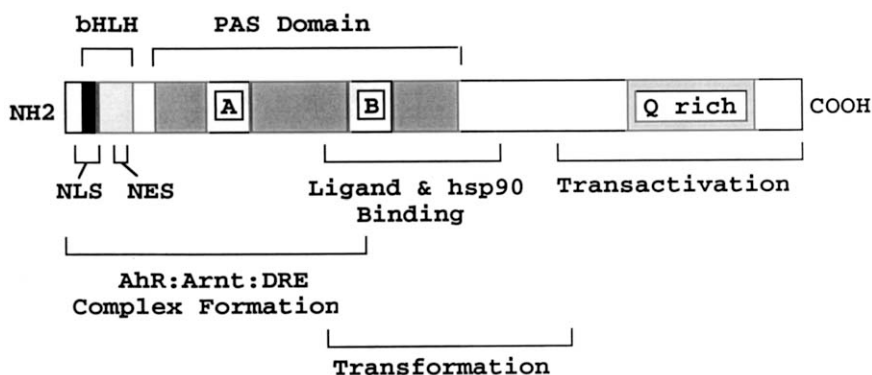 bHLH PAS Domain
NH2 A B Q rich COOH
NLS NES Ligand & hsp90 Transactivation
Binding
AhR:Arnt:DRE
Complex Formation
Transformation